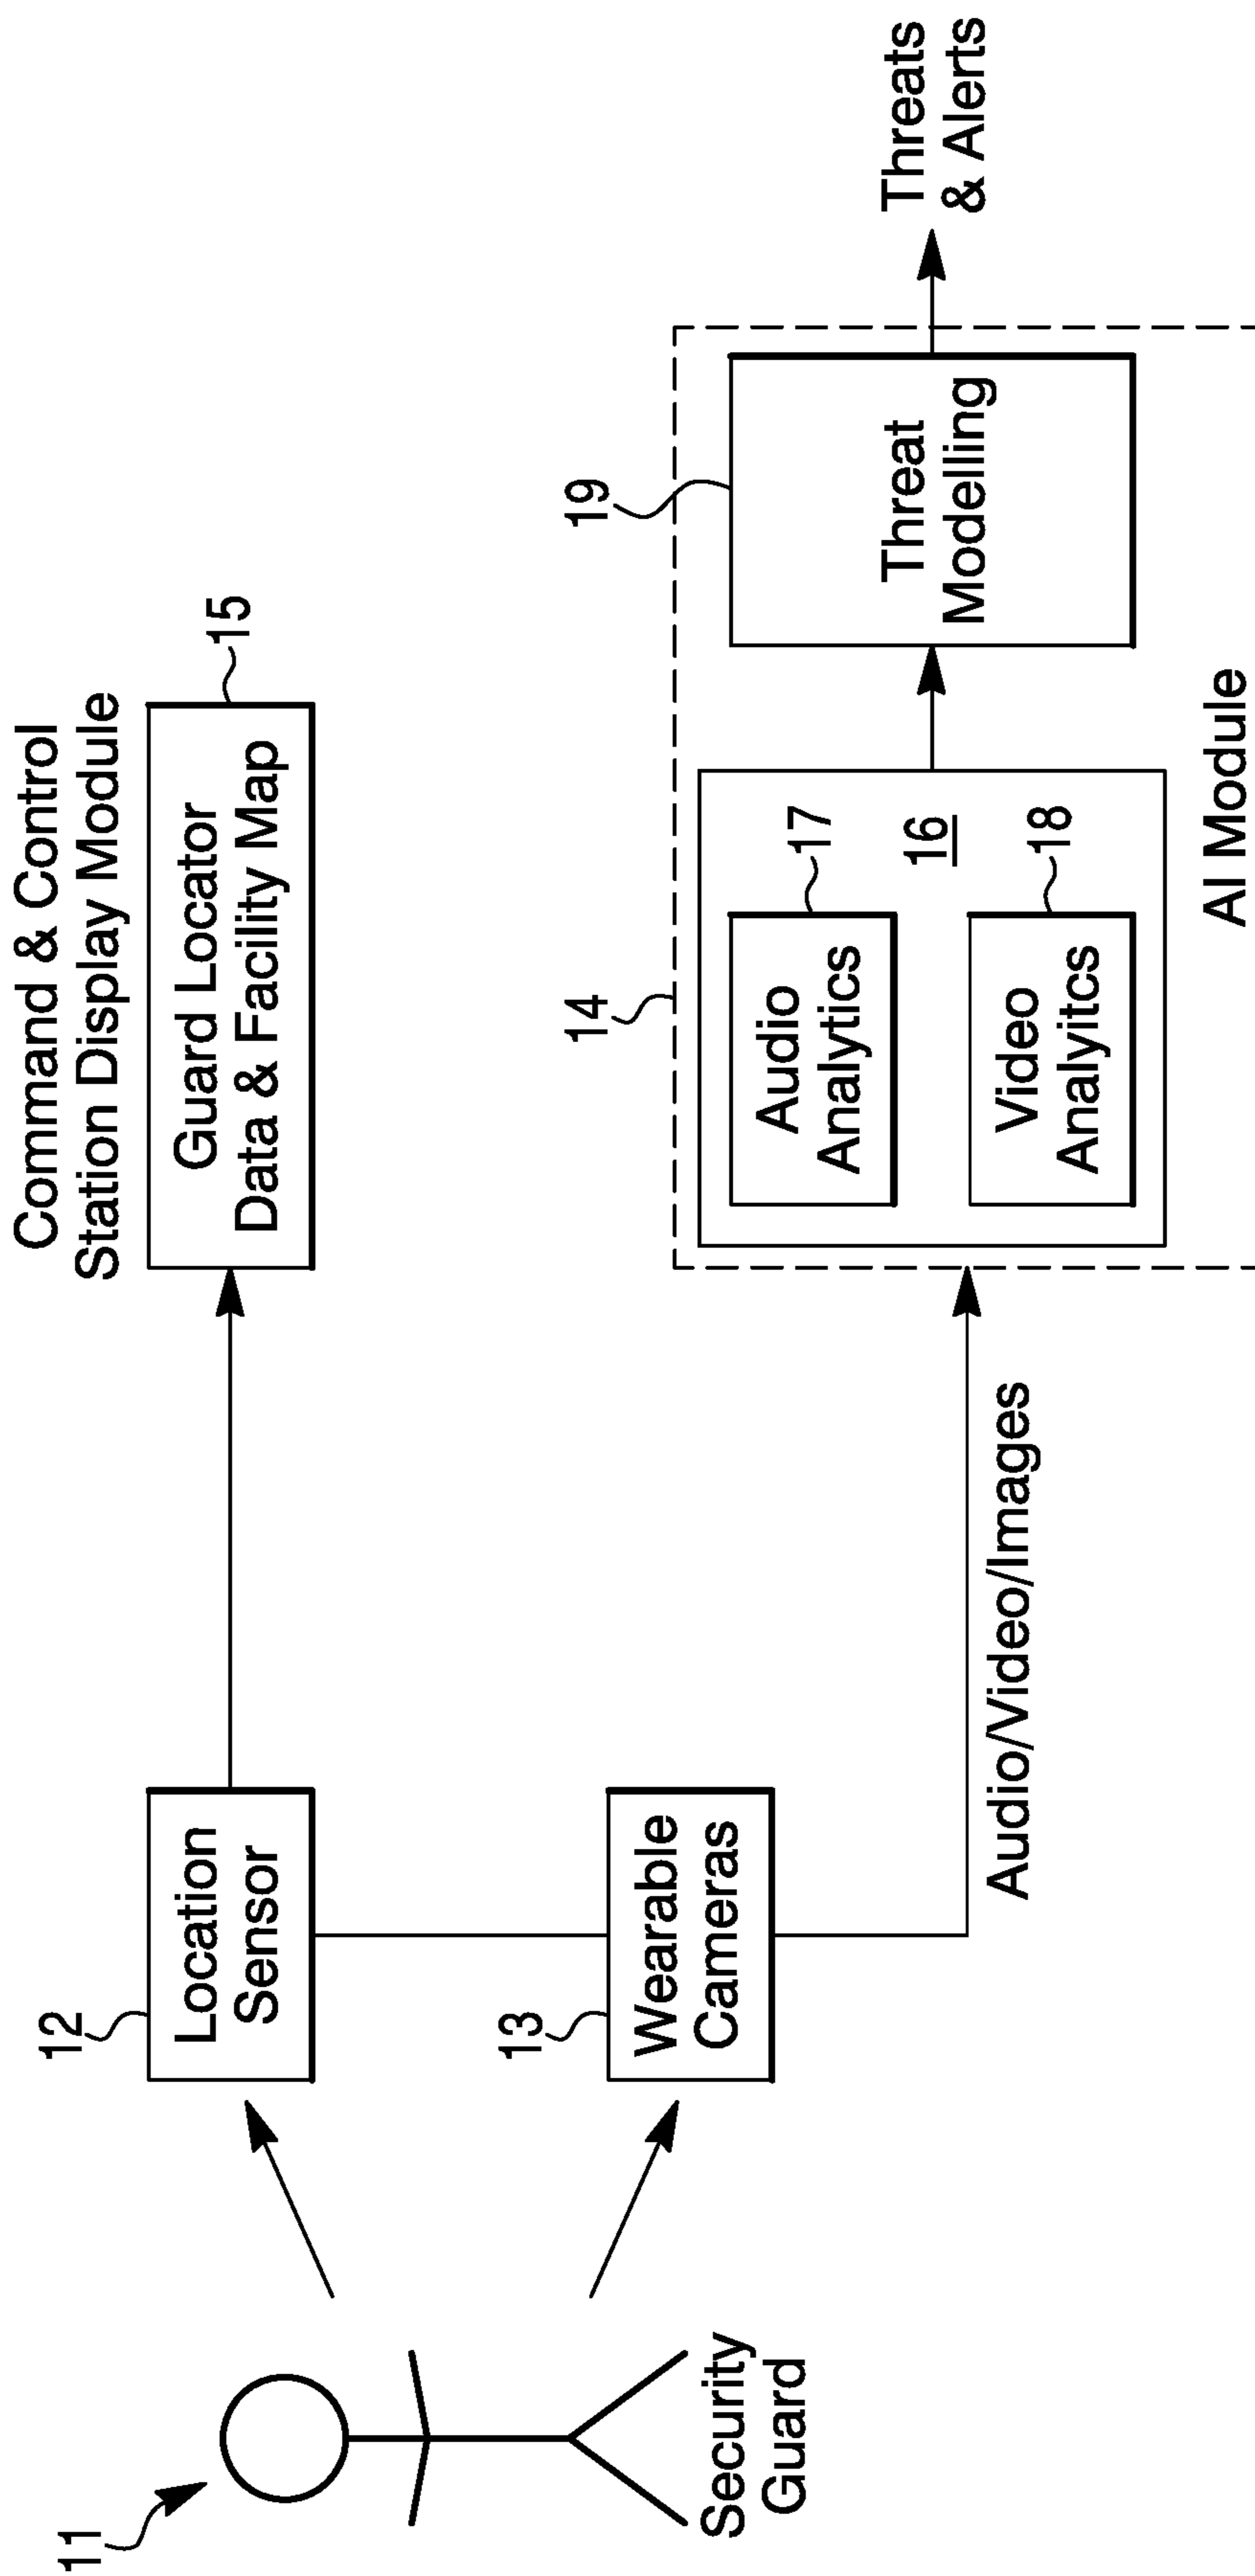 Command & Control
Station Display Module
11
12
Location
Sensor
Guard Locator
Data & Facility Map
15
Security
Guard
13
Wearable
Cameras
Audio/Video/Images
14
Audio
Analytics
17
16
Video
Analyitcs
18
19
Threat
Modelling
AI Module
Threats
& Alerts